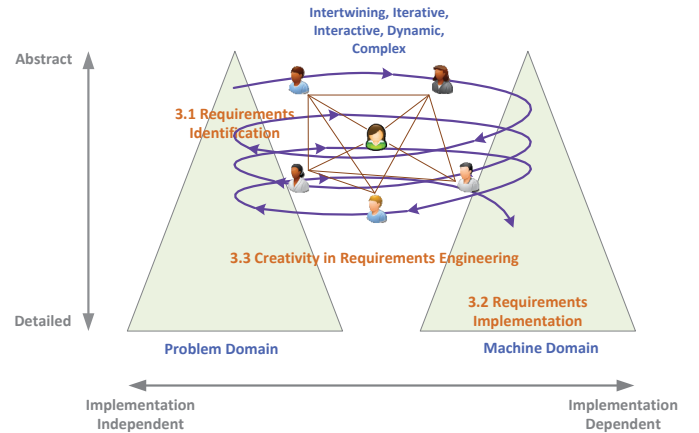 Intertwining, Iterative,
Interactive, Dynamic,
Complex
Abstract
3.1 Requirements
Identification
3.3 Creativity in Requirements Engineering
3.2 Requirements
Implementation
Detailed
Problem Domain
Machine Domain
Implementation
Independent
Implementation
Dependent